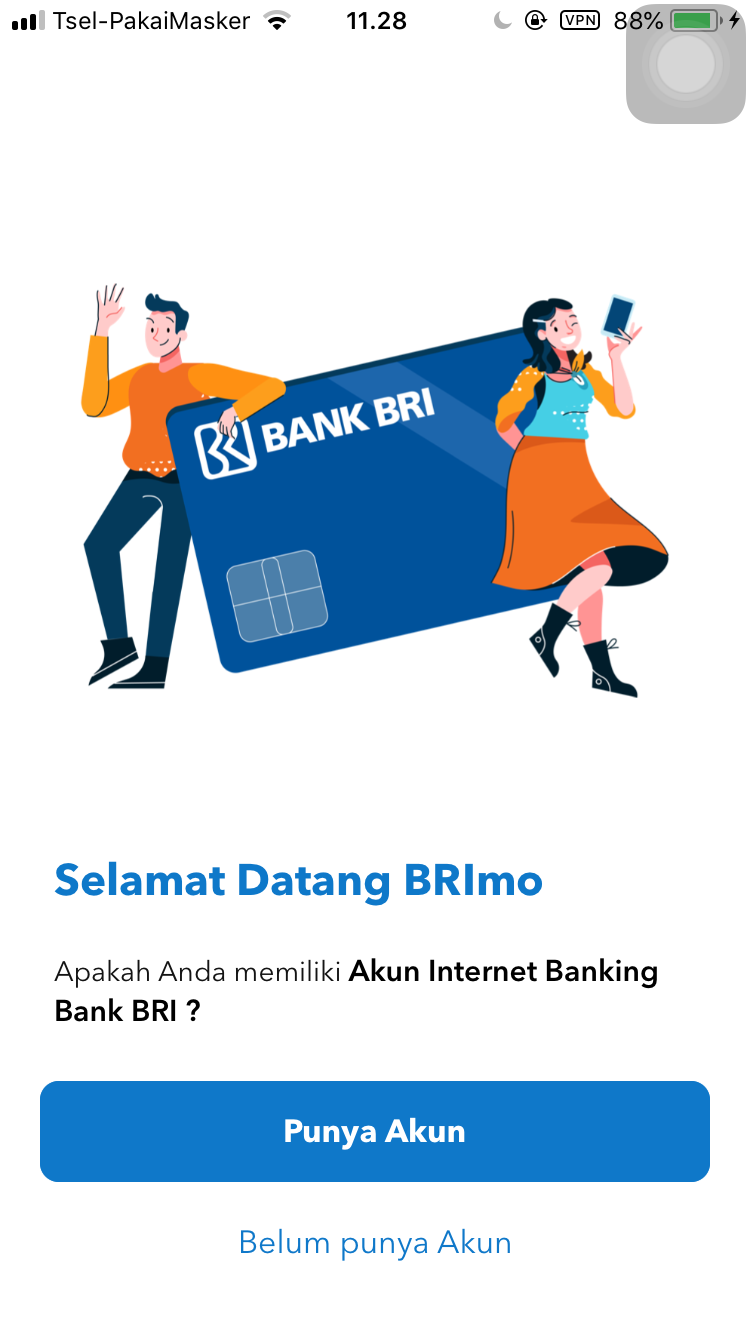 Tsel-PakaiMasker 11.28 VPN 88%
BANK BRI
Selamat Datang BRImo
Apakah Anda memiliki Akun Internet Banking
Bank BRI ?
Punya Akun
Belum punya Akun